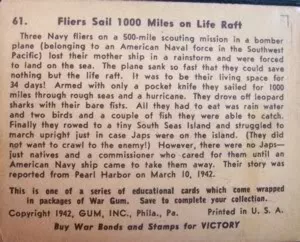 61. Fliers Sail 1000 Miles on Life Raft
Three Navy fliers on a 500-mile scouting mission in a bomber
plane (belonging to an American Naval force in the Southwest
Pacific) lost their mother ship in a rainstorm and were forced
to land on the sea. The plane sank so fast that they could save
nothing but the life raft. It was to be their living space for
34 days! Armed with only a pocket knife they sailed for 1000
miles through rough seas and a hurricane. They drove off leopard
sharks with their bare fists. All they had to eat was rain water
and two birds and a couple of fish they were able to catch.
Finally they rowed to a tiny South Seas Island and struggled to
march upright just in case Japs were on the island. (They did
not want to crawl to the enemy!) However, there were no Japs—
just natives and a commissioner who cared for them until an
American Navy ship came to take them away. Their story was
reported from Pearl Harbor on March 10, 1942.
This is one of a series of educational cards which come wrapped
in packages of War Gum. Save to complete your collection.
Copyright 1942, GUM, INC., Phila., Pa. Printed in U. S. A.
Buy War Bonds and Stamps for VICTORY